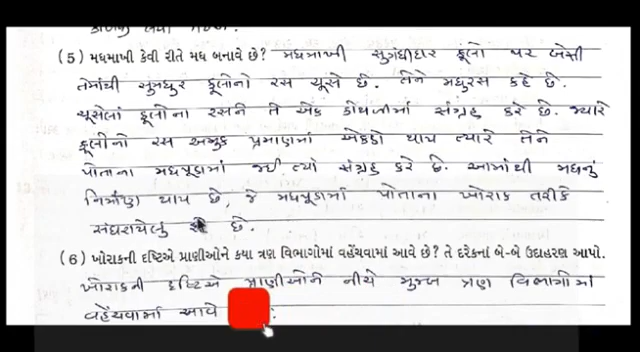 (5) મધમાખી કેવી રીતે મધ બનાવે છે? મધમાખી સુગંધીદાર ફૂલો પર બેસી
તેમાંથી સુમધુર ફૂલોનો રસ ચૂસે છે. તેને મધુરસ કહે છે.
ચૂસેલાં ફૂલોના રસને તે એક કોથળીમાં સંગ્રહ કરે છે. જ્યારે
ફૂલોનો રસ અમુક પ્રમાણમાં એકઠો થાય ત્યારે તેને
પોતાના મધપૂડામાં જઈ ત્યાં સંગ્રહ કરે છે. આમાંથી મધનું
નિર્માણ થાય છે, જે મધપૂડામાં પોતાના ખોરાક તરીકે
સંઘરાયેલું છે.
(6) ખોરાકની દૃષ્ટિએ પ્રાણીઓને કયા ત્રણ વિભાગોમાં વહેંચવામાં આવે છે? તે દરેકનાં બે-બે ઉદાહરણ આપો.
ખોરાકની દૃષ્ટિએ પ્રાણીઓને નીચે મુજબ ત્રણ વિભાગોમાં
વહેંચવામાં આવે :